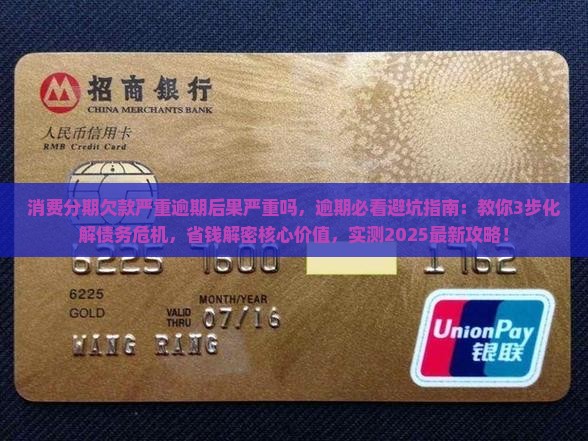 招商銀行
CHINA MERCHANTS BANK
人民币信用卡
RMB Credit Card
消费分期欠款严重逾期后果严重吗，逾期必看避坑指南：教你3步化
解债务危机，省钱解密核心价值，实测2025最新攻略！
6225 7600 1762
6225
MONTH/YEAR
GOLD VALID THRU 07/16
WANG RANG
UnionPay
银联